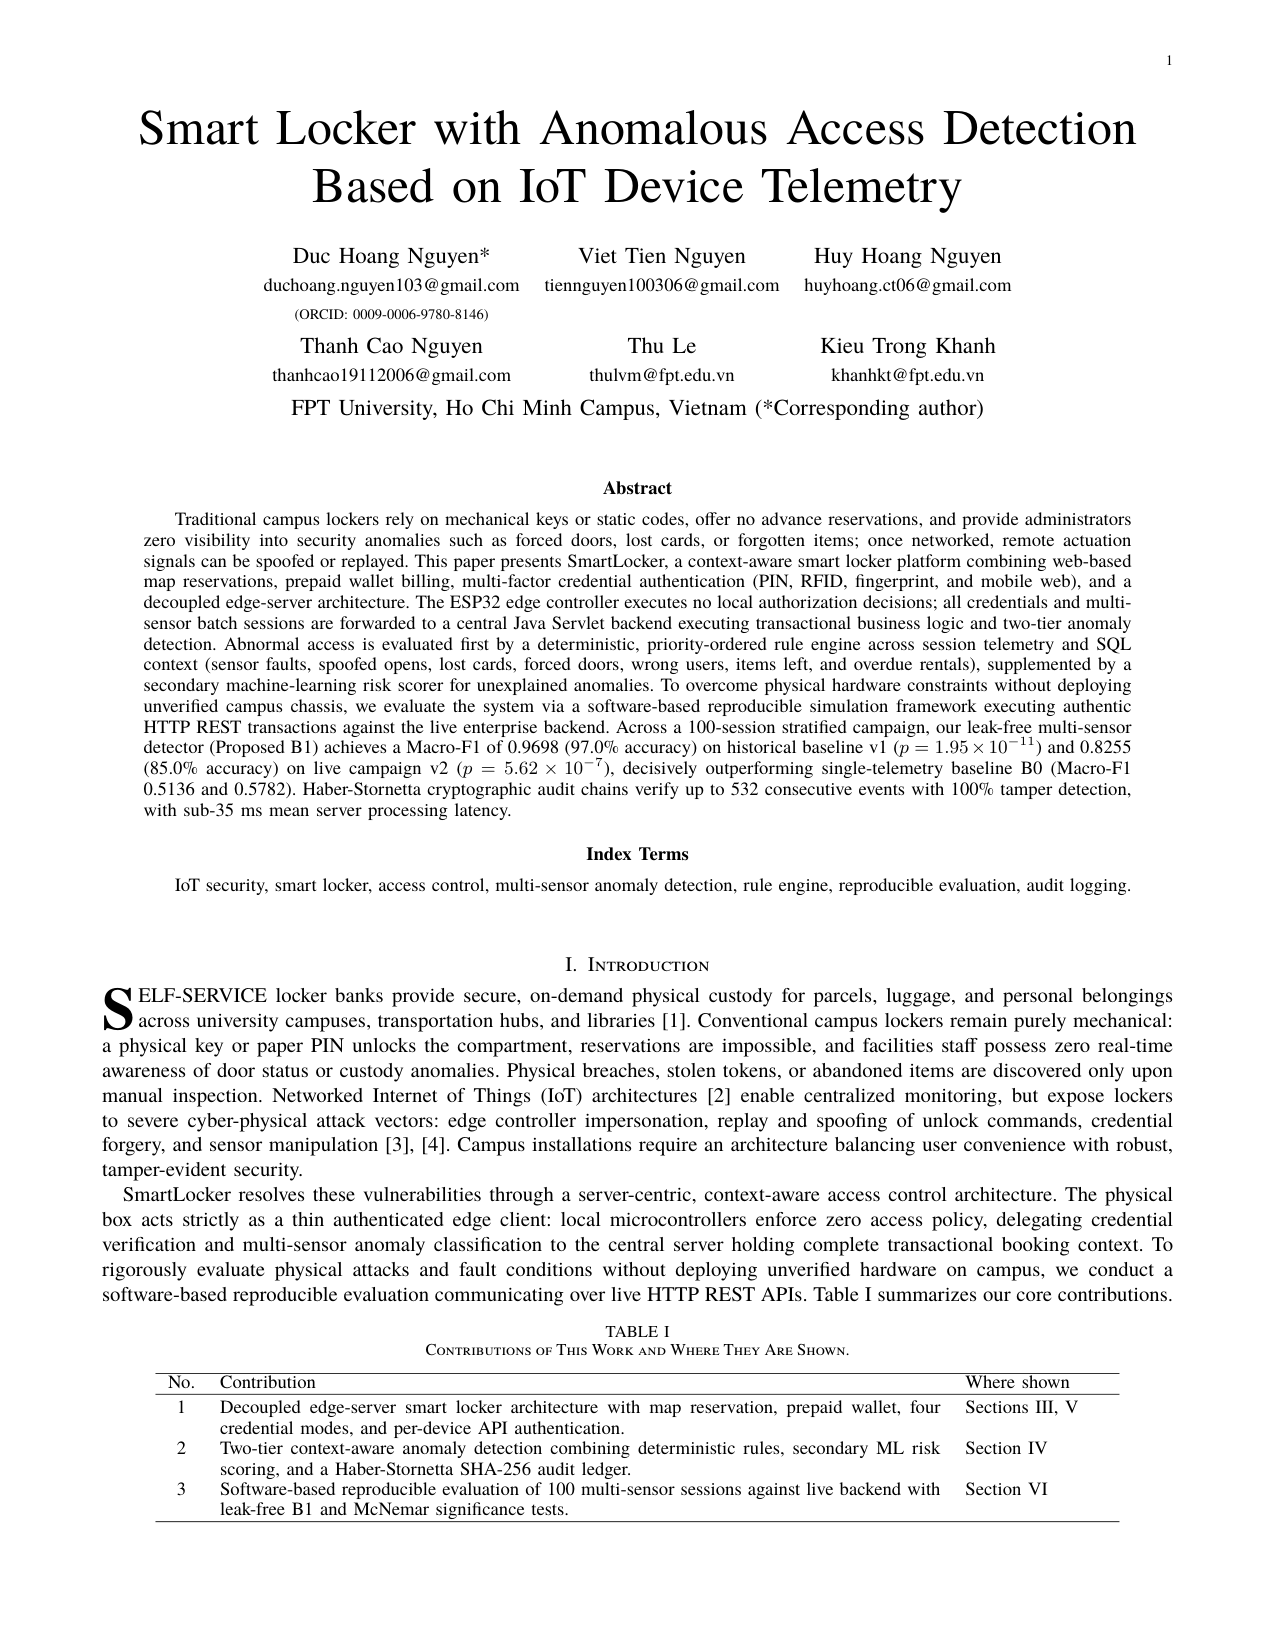 1
Smart Locker with Anomalous Access Detection
Based on IoT Device Telemetry
Duc Hoang Nguyen* Viet Tien Nguyen Huy Hoang Nguyen
duchoang.nguyen103@gmail.com tiennguyen100306@gmail.com huyhoang.ct06@gmail.com
(ORCID: 0009-0006-9780-8146)
Thanh Cao Nguyen Thu Le Kieu Trong Khanh
thanhcao19112006@gmail.com thulvm@fpt.edu.vn khanhkt@fpt.edu.vn
FPT University, Ho Chi Minh Campus, Vietnam (*Corresponding author)
Abstract
Traditional campus lockers rely on mechanical keys or static codes, offer no advance reservations, and provide administrators
zero visibility into security anomalies such as forced doors, lost cards, or forgotten items; once networked, remote actuation
signals can be spoofed or replayed. This paper presents SmartLocker, a context-aware smart locker platform combining web-based
map reservations, prepaid wallet billing, multi-factor credential authentication (PIN, RFID, fingerprint, and mobile web), and a
decoupled edge-server architecture. The ESP32 edge controller executes no local authorization decisions; all credentials and multi-
sensor batch sessions are forwarded to a central Java Servlet backend executing transactional business logic and two-tier anomaly
detection. Abnormal access is evaluated first by a deterministic, priority-ordered rule engine across session telemetry and SQL
context (sensor faults, spoofed opens, lost cards, forced doors, wrong users, items left, and overdue rentals), supplemented by a
secondary machine-learning risk scorer for unexplained anomalies. To overcome physical hardware constraints without deploying
unverified campus chassis, we evaluate the system via a software-based reproducible simulation framework executing authentic
HTTP REST transactions against the live enterprise backend. Across a 100-session stratified campaign, our leak-free multi-sensor
detector (Proposed B1) achieves a Macro-F1 of 0.9698 (97.0% accuracy) on historical baseline v1 (p = 1.95 × 10⁻¹¹) and 0.8255
(85.0% accuracy) on live campaign v2 (p = 5.62 × 10⁻⁷), decisively outperforming single-telemetry baseline B0 (Macro-F1
0.5136 and 0.5782). Haber-Stornetta cryptographic audit chains verify up to 532 consecutive events with 100% tamper detection,
with sub-35 ms mean server processing latency.
Index Terms
IoT security, smart locker, access control, multi-sensor anomaly detection, rule engine, reproducible evaluation, audit logging.
I. INTRODUCTION
SELF-SERVICE locker banks provide secure, on-demand physical custody for parcels, luggage, and personal belongings
across university campuses, transportation hubs, and libraries [1]. Conventional campus lockers remain purely mechanical:
a physical key or paper PIN unlocks the compartment, reservations are impossible, and facilities staff possess zero real-time
awareness of door status or custody anomalies. Physical breaches, stolen tokens, or abandoned items are discovered only upon
manual inspection. Networked Internet of Things (IoT) architectures [2] enable centralized monitoring, but expose lockers
to severe cyber-physical attack vectors: edge controller impersonation, replay and spoofing of unlock commands, credential
forgery, and sensor manipulation [3], [4]. Campus installations require an architecture balancing user convenience with robust,
tamper-evident security.
SmartLocker resolves these vulnerabilities through a server-centric, context-aware access control architecture. The physical
box acts strictly as a thin authenticated edge client: local microcontrollers enforce zero access policy, delegating credential
verification and multi-sensor anomaly classification to the central server holding complete transactional booking context. To
rigorously evaluate physical attacks and fault conditions without deploying unverified hardware on campus, we conduct a
software-based reproducible evaluation communicating over live HTTP REST APIs. Table I summarizes our core contributions.
TABLE I
CONTRIBUTIONS OF THIS WORK AND WHERE THEY ARE SHOWN.
No. Contribution Where shown
1 Decoupled edge-server smart locker architecture with map reservation, prepaid wallet, four Sections III, V
credential modes, and per-device API authentication.
2 Two-tier context-aware anomaly detection combining deterministic rules, secondary ML risk Section IV
scoring, and a Haber-Stornetta SHA-256 audit ledger.
3 Software-based reproducible evaluation of 100 multi-sensor sessions against live backend with Section VI
leak-free B1 and McNemar significance tests.